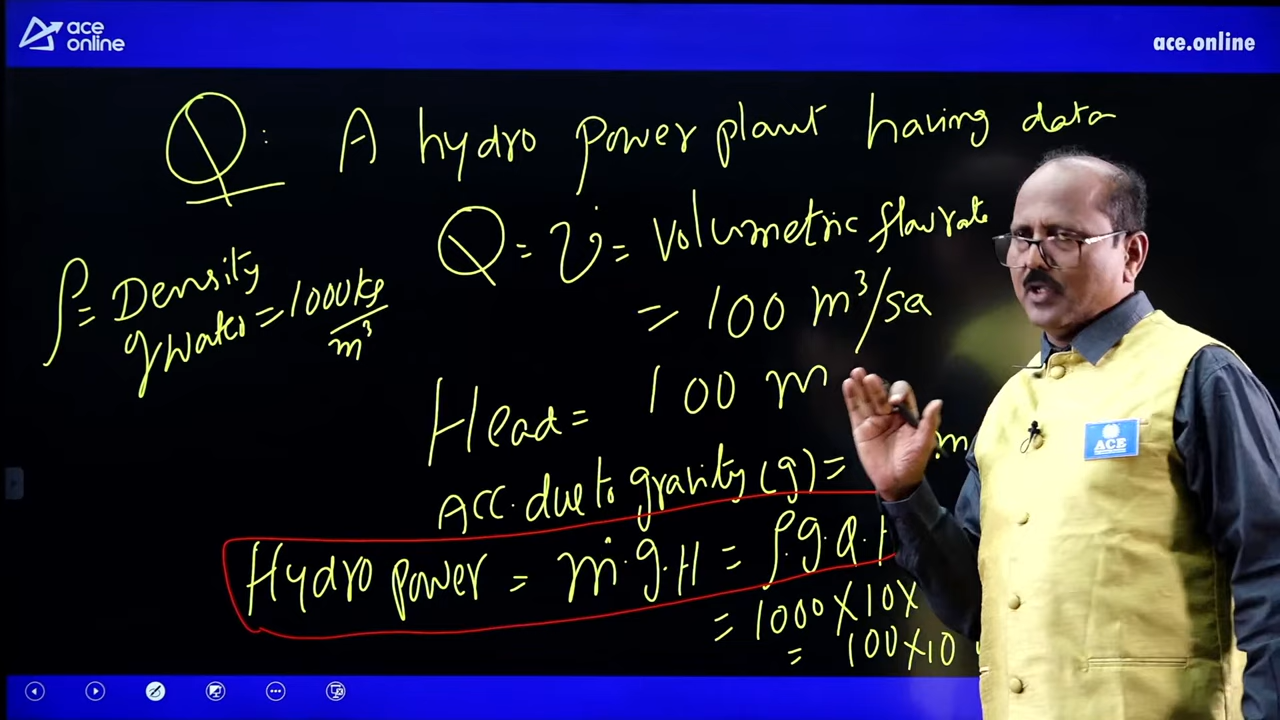 ace
online
ace.online
Q: A hydro power plant having data
Q = V̇ = Volumetric flowrate
= 100 m³/sec
ρ = Density
of water = 1000 kg/m³
Head = 100 m
Acc. due to gravity (g) =
m
Hydro power = ṁ.g.H = ρ.g.Q.H
= 1000 X 10 X
= 100 X 10
ACE